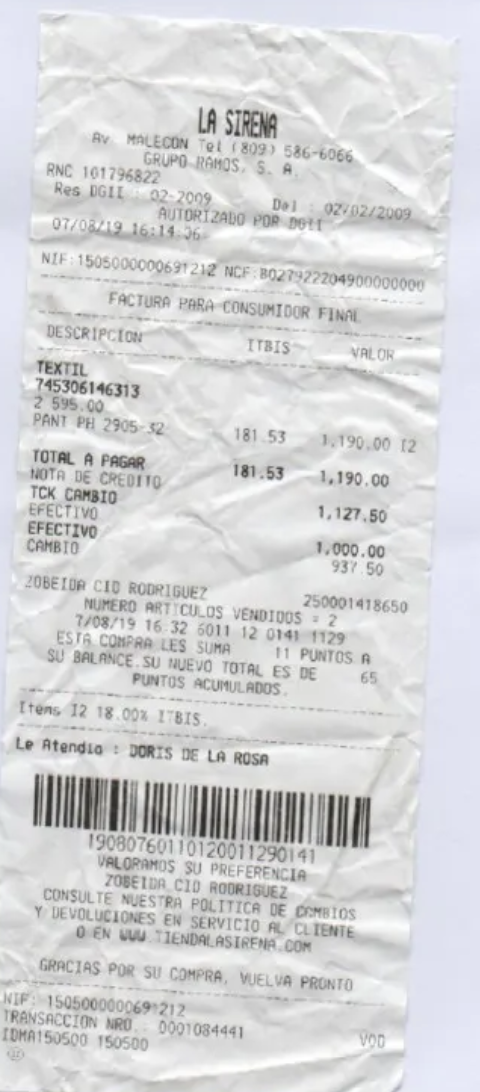 LA SIRENA
Av. MALECON Tel (809) 586-6066
GRUPO RAMOS, S. A.
RNC 101796822
Res DGII : 02-2009 Del : 02/02/2009
AUTORIZADO POR DGII
07/08/19 16:14:06
NIF:1505000000691212 NCF:B027922204900000000
FACTURA PARA CONSUMIDOR FINAL
DESCRIPCION ITBIS VALOR
TEXTIL
745306146313
2 595.00
PANT PH 2905-32 181.53 1,190.00 I2
TOTAL A PAGAR 181.53 1,190.00
NOTA DE CREDITO
TCK CAMBIO 1,127.50
EFECTIVO
EFECTIVO 1,000.00
CAMBIO 937.50
ZOBEIDA CID RODRIGUEZ 250001418650
NUMERO ARTICULOS VENDIDOS = 2
7/08/19 16 32 6011 12 0141 1129
ESTA COMPRA LES SUMA 11 PUNTOS A
SU BALANCE.SU NUEVO TOTAL ES DE 65
PUNTOS ACUMULADOS.
Items I2 18.00% ITBIS.
Le Atendio : DORIS DE LA ROSA
19080760110120011290141
VALORAMOS SU PREFERENCIA
ZOBEIDA CID RODRIGUEZ
CONSULTE NUESTRA POLITICA DE CAMBIOS
Y DEVOLUCIONES EN SERVICIO AL CLIENTE
O EN WWW.TIENDALASIRENA.COM
GRACIAS POR SU COMPRA, VUELVA PRONTO
NIF: 1505000000691212
TRANSACCION NRO.: 0001084441
IDMA150500 150500 V00